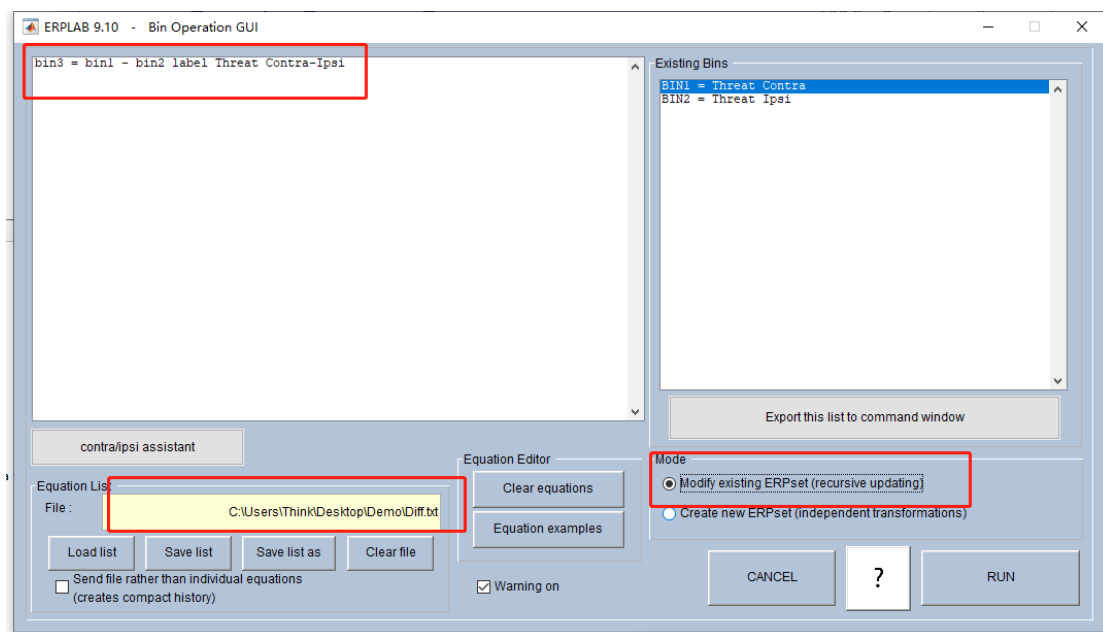 ERPLAB 9.10 - Bin Operation GUI
bin3 = bin1 - bin2 label Threat Contra-Ipsi
Existing Bins
BIN1 = Threat Contra
BIN2 = Threat Ipsi
Export this list to command window
contra/ipsi assistant
Equation List
File :
C:\Users\Think\Desktop\Demo\Diff.txt
Load list
Save list
Save list as
Clear file
Send file rather than individual equations
(creates compact history)
Equation Editor
Clear equations
Equation examples
Warning on
Mode
Modify existing ERPset (recursive updating)
Create new ERPset (independent transformations)
CANCEL
?
RUN